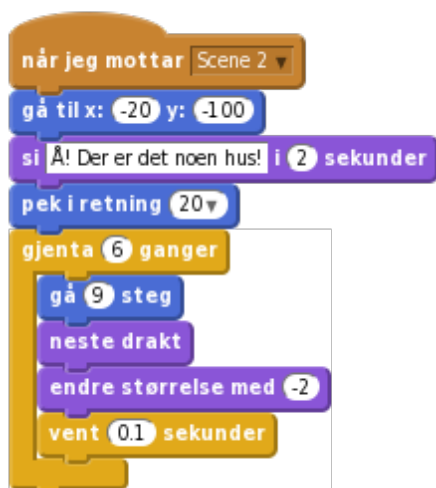 når jeg mottar Scene 2
gå til x: -20 y: -100
si Å! Der er det noen hus! i 2 sekunder
pek i retning 20
gjenta 6 ganger
gå 9 steg
neste drakt
endre størrelse med -2
vent 0.1 sekunder